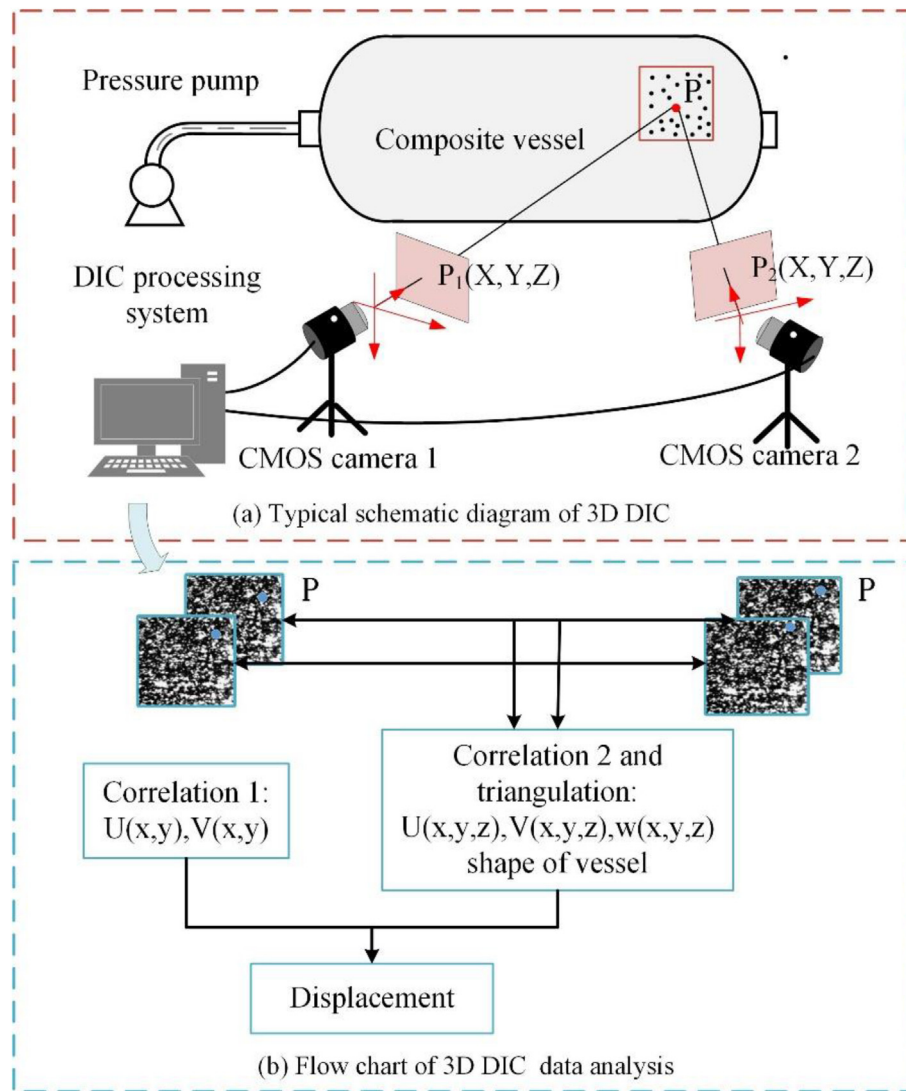 Pressure pump
P
Composite vessel
P₁(X,Y,Z)
P₂(X,Y,Z)
DIC processing
system
CMOS camera 1
CMOS camera 2
(a) Typical schematic diagram of 3D DIC
P
P
Correlation 1:
U(x,y),V(x,y)
Correlation 2 and
triangulation:
U(x,y,z),V(x,y,z),w(x,y,z)
shape of vessel
Displacement
(b) Flow chart of 3D DIC data analysis